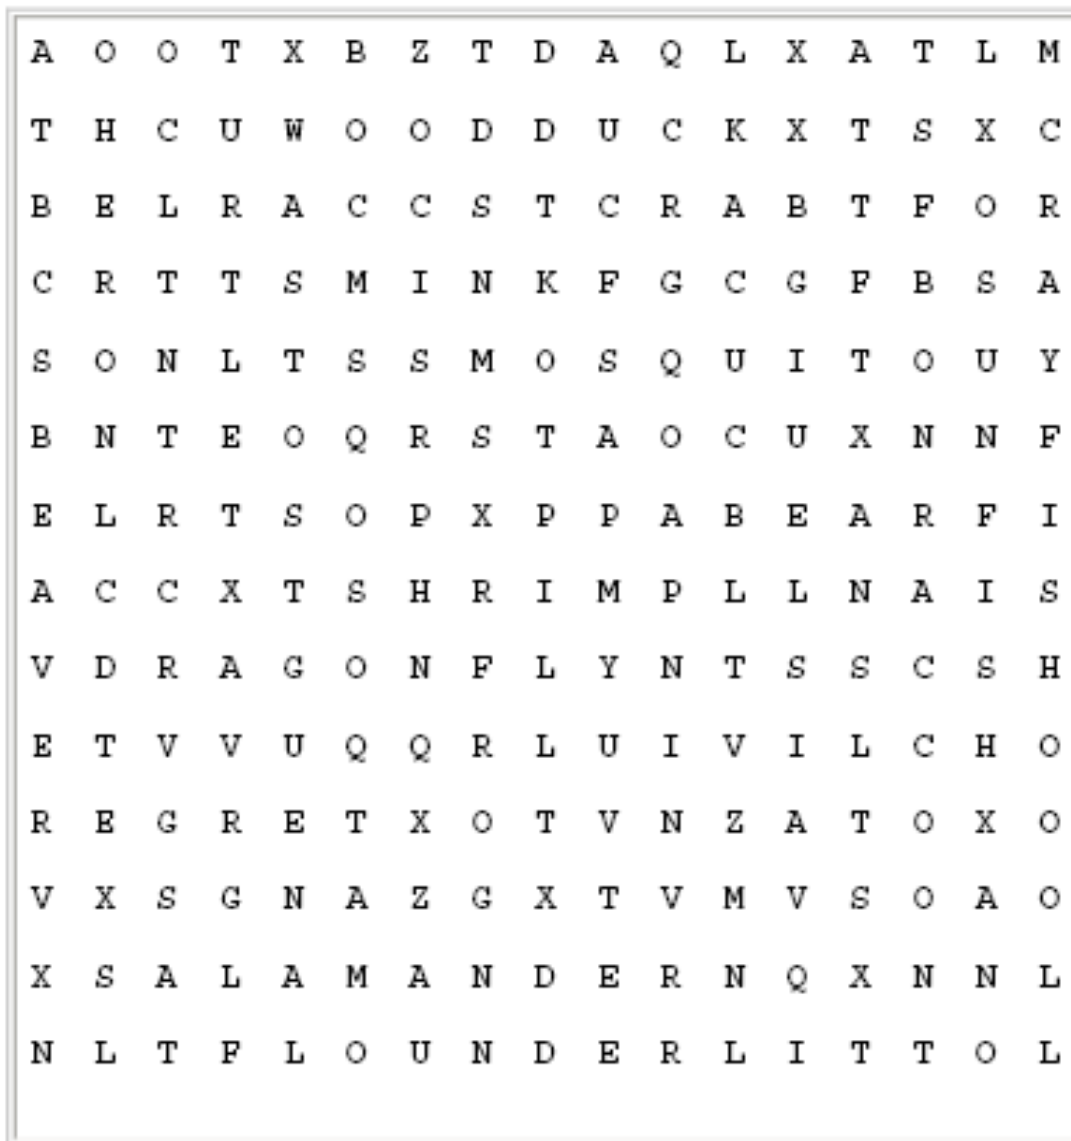 A O O T X B Z T D A Q L X A T L M
T H C U W O O D D U C K X T S X C
B E L R A C C S T C R A B T F O R
C R T T S M I N K F G C G F B S A
S O N L T S S M O S Q U I T O U Y
B N T E O Q R S T A O C U X N N F
E L R T S O P X P P A B E A R F I
A C C X T S H R I M P L L N A I S
V D R A G O N F L Y N T S S C S H
E T V V U Q Q R L U I V I L C H O
R E G R E T X O T V N Z A T O X O
V X S G N A Z G X T V M V S O A O
X S A L A M A N D E R N Q X N N L
N L T F L O U N D E R L I T T O L